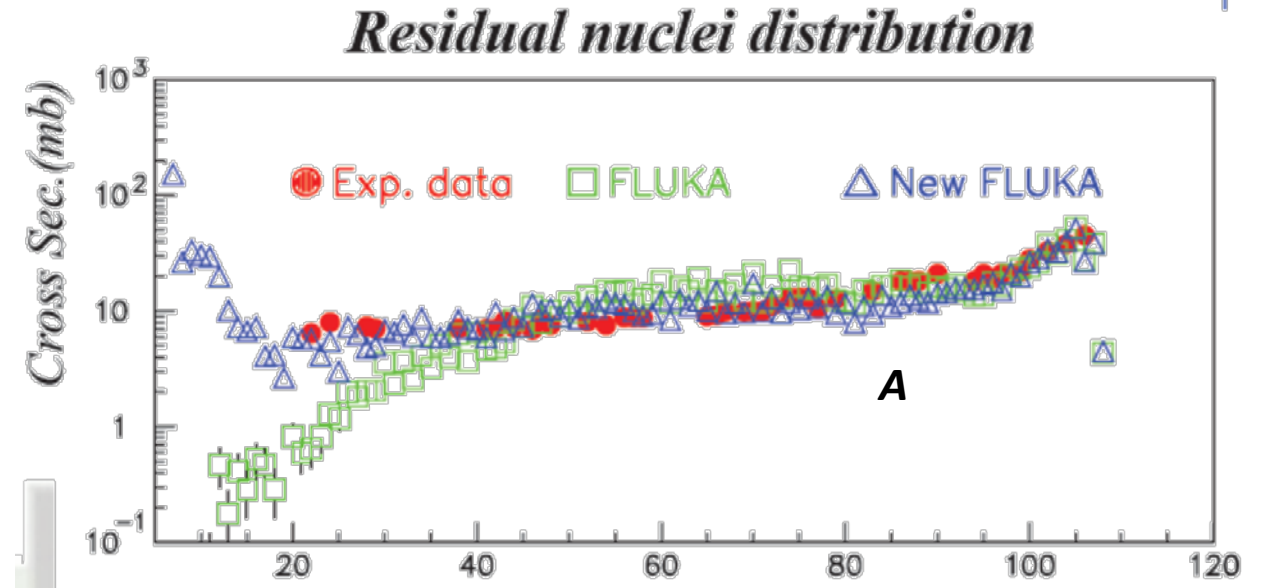 Residual nuclei distribution
Cross Sec.(mb)
10³
10²
10
1
10⁻¹
Exp. data FLUKA New FLUKA
A
20 40 60 80 100 120